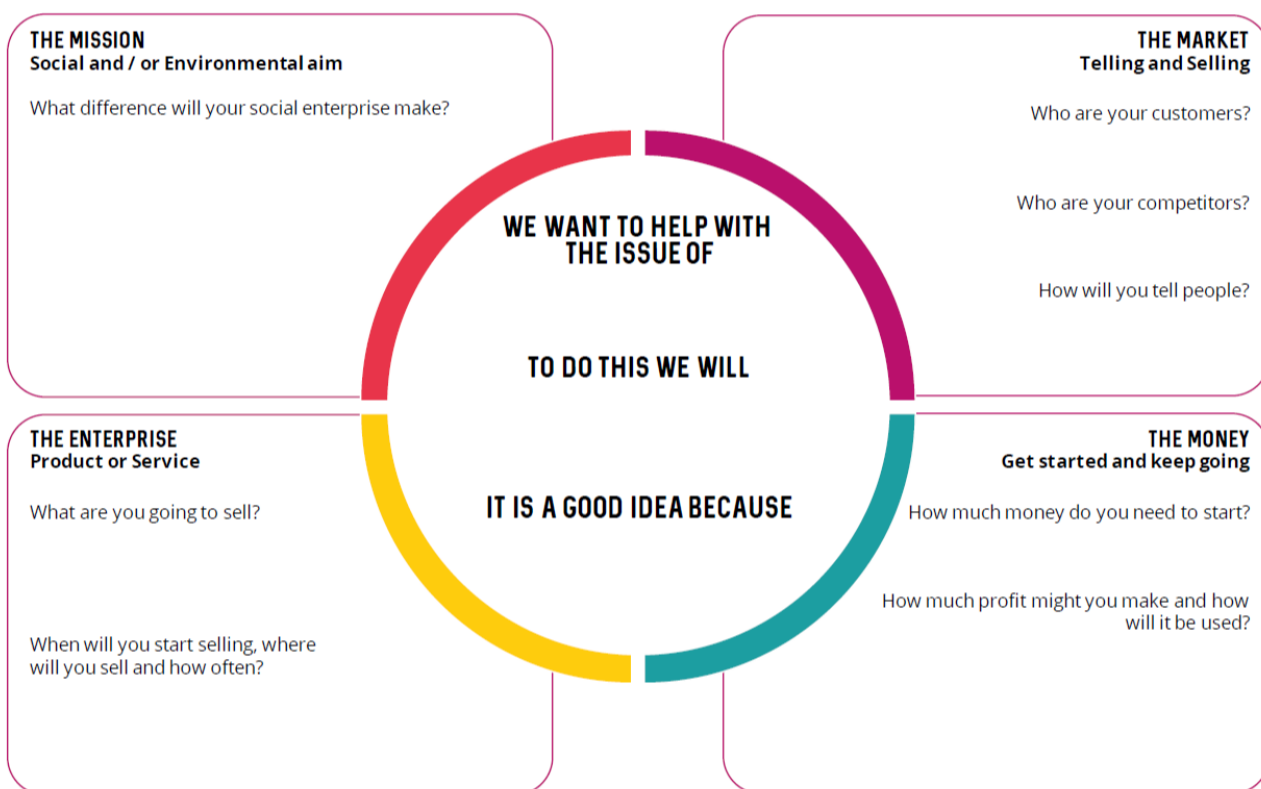 THE MISSION
Social and / or Environmental aim
What difference will your social enterprise make?
THE MARKET
Telling and Selling
Who are your customers?
Who are your competitors?
How will you tell people?
WE WANT TO HELP WITH
THE ISSUE OF
TO DO THIS WE WILL
IT IS A GOOD IDEA BECAUSE
THE ENTERPRISE
Product or Service
What are you going to sell?
When will you start selling, where
will you sell and how often?
THE MONEY
Get started and keep going
How much money do you need to start?
How much profit might you make and how
will it be used?